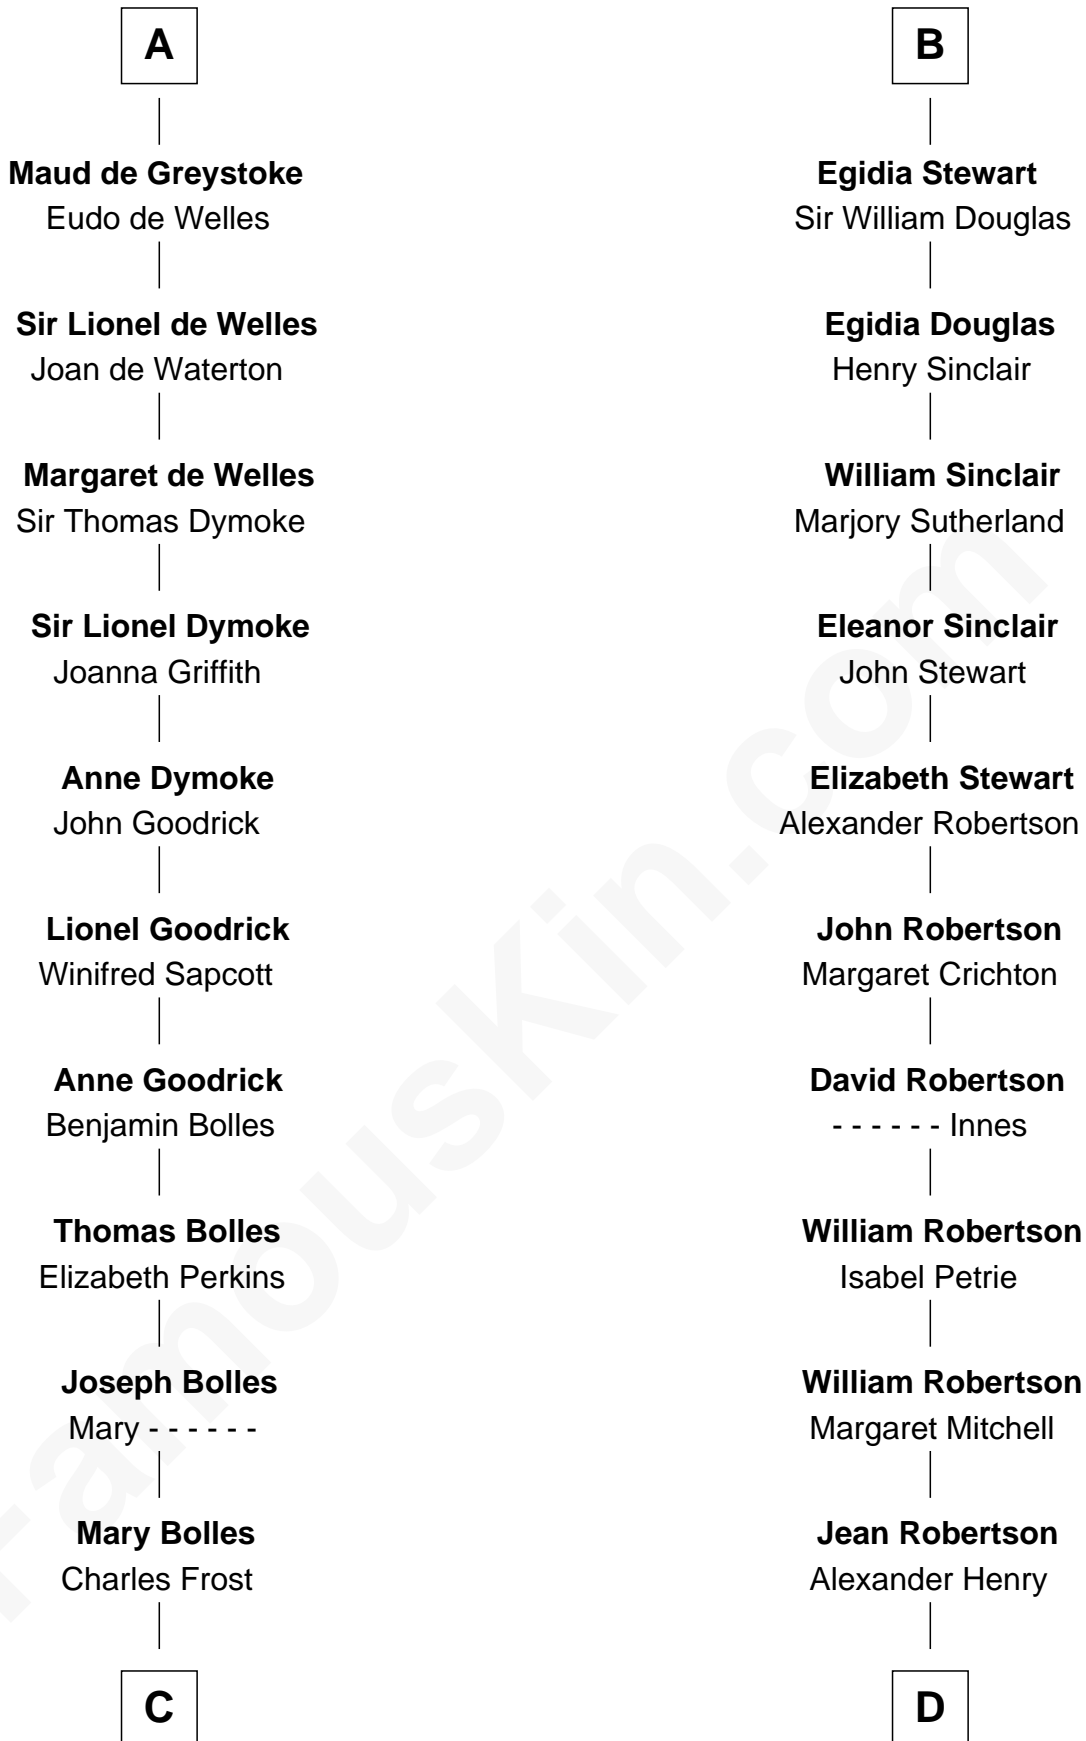 A
Maud de Greystoke
Eudo de Welles
Sir Lionel de Welles
Joan de Waterton
Margaret de Welles
Sir Thomas Dymoke
Sir Lionel Dymoke
Joanna Griffith
Anne Dymoke
John Goodrick
Lionel Goodrick
Winifred Sapcott
Anne Goodrick
Benjamin Bolles
Thomas Bolles
Elizabeth Perkins
Joseph Bolles
Mary - - - - - -
Mary Bolles
Charles Frost
C
B
Egidia Stewart
Sir William Douglas
Egidia Douglas
Henry Sinclair
William Sinclair
Marjory Sutherland
Eleanor Sinclair
John Stewart
Elizabeth Stewart
Alexander Robertson
John Robertson
Margaret Crichton
David Robertson
- - - - - - Innes
William Robertson
Isabel Petrie
William Robertson
Margaret Mitchell
Jean Robertson
Alexander Henry
D
FamousKin.com